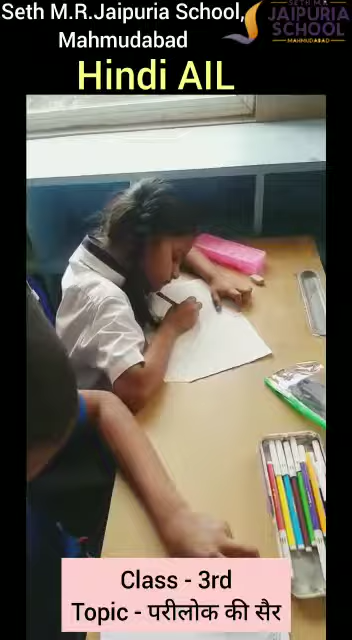 Seth M.R.Jaipuria School,
Mahmudabad
SETH M.R.
JAIPURIA
SCHOOL
MAHMUDABAD
Hindi AIL
Class - 3rd
Topic - परीलोक की सैर